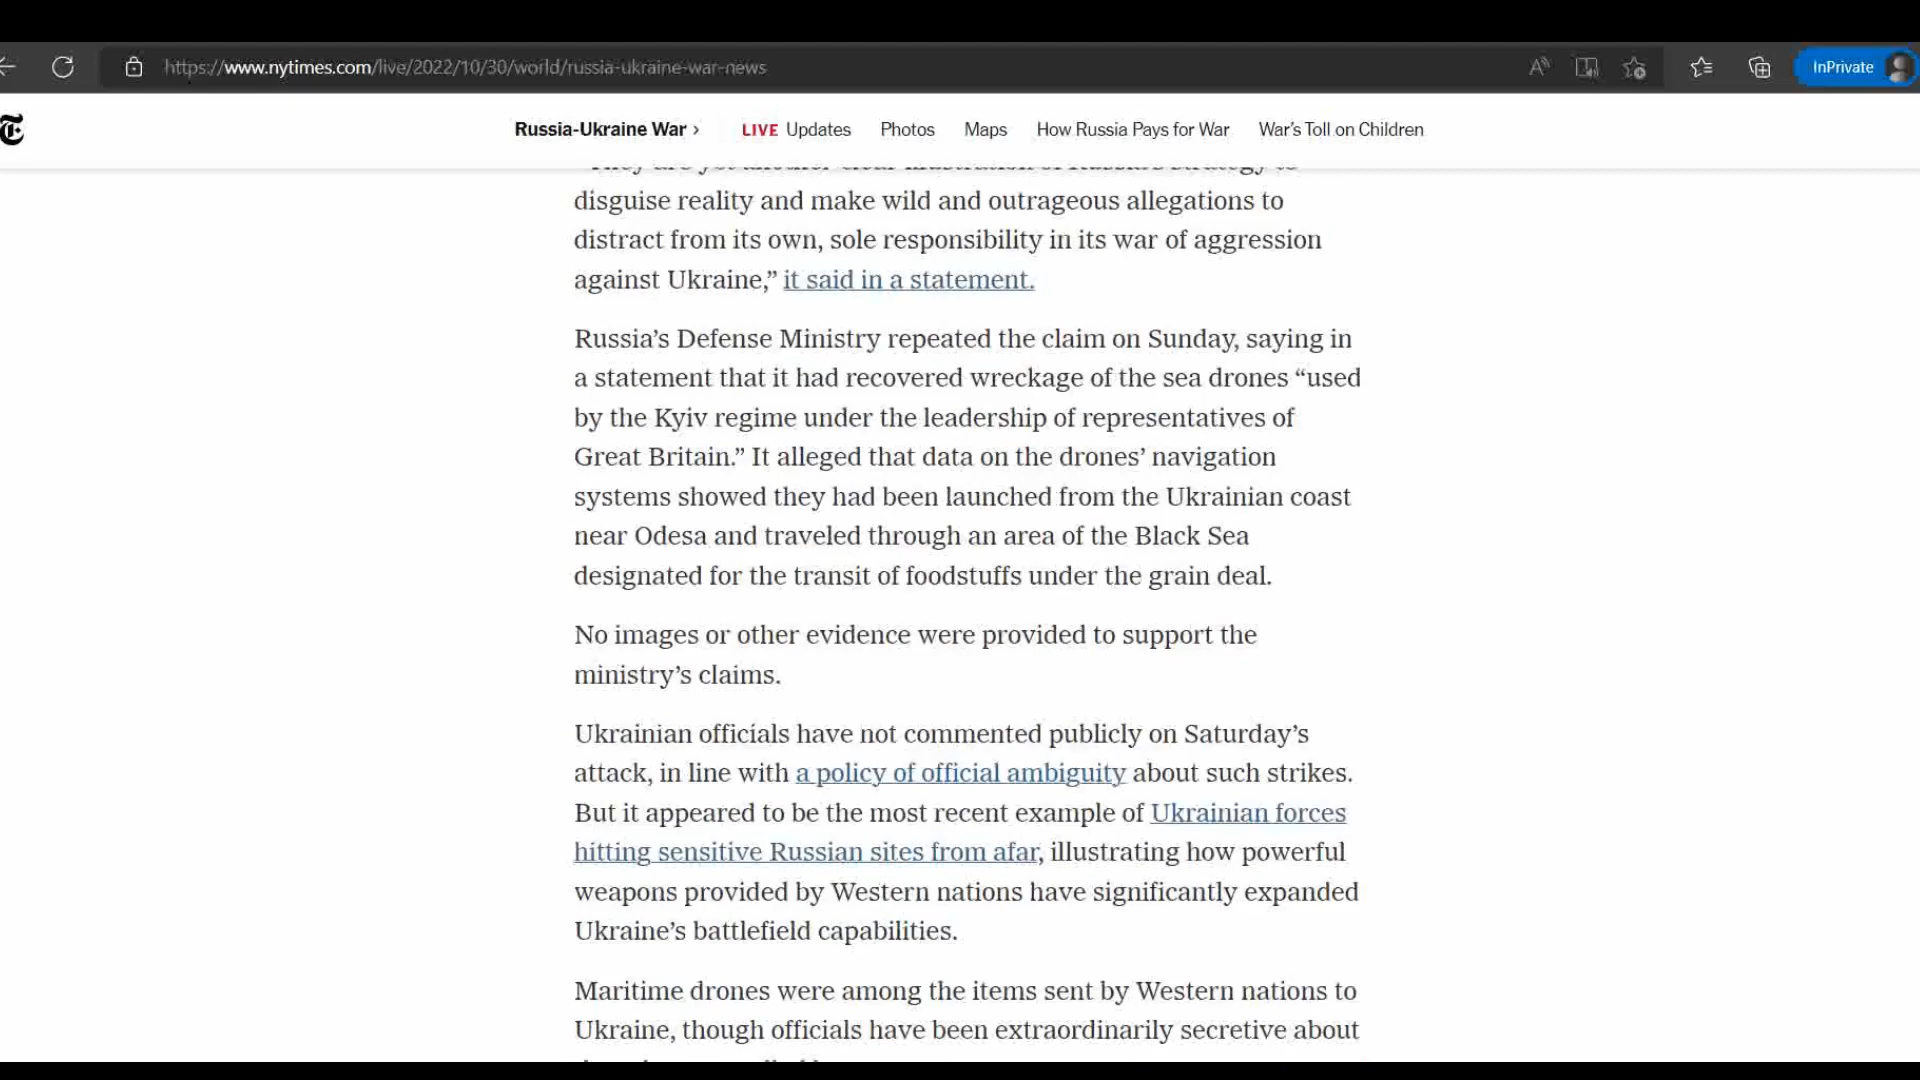 https://www.nytimes.com/live/2022/10/30/world/russia-ukraine-war-news
InPrivate
Russia-Ukraine War › LIVE Updates Photos Maps How Russia Pays for War War’s Toll on Children
disguise reality and make wild and outrageous allegations to
distract from its own, sole responsibility in its war of aggression
against Ukraine,” it said in a statement.
Russia’s Defense Ministry repeated the claim on Sunday, saying in
a statement that it had recovered wreckage of the sea drones “used
by the Kyiv regime under the leadership of representatives of
Great Britain.” It alleged that data on the drones’ navigation
systems showed they had been launched from the Ukrainian coast
near Odesa and traveled through an area of the Black Sea
designated for the transit of foodstuffs under the grain deal.
No images or other evidence were provided to support the
ministry’s claims.
Ukrainian officials have not commented publicly on Saturday’s
attack, in line with a policy of official ambiguity about such strikes.
But it appeared to be the most recent example of Ukrainian forces
hitting sensitive Russian sites from afar, illustrating how powerful
weapons provided by Western nations have significantly expanded
Ukraine’s battlefield capabilities.
Maritime drones were among the items sent by Western nations to
Ukraine, though officials have been extraordinarily secretive about